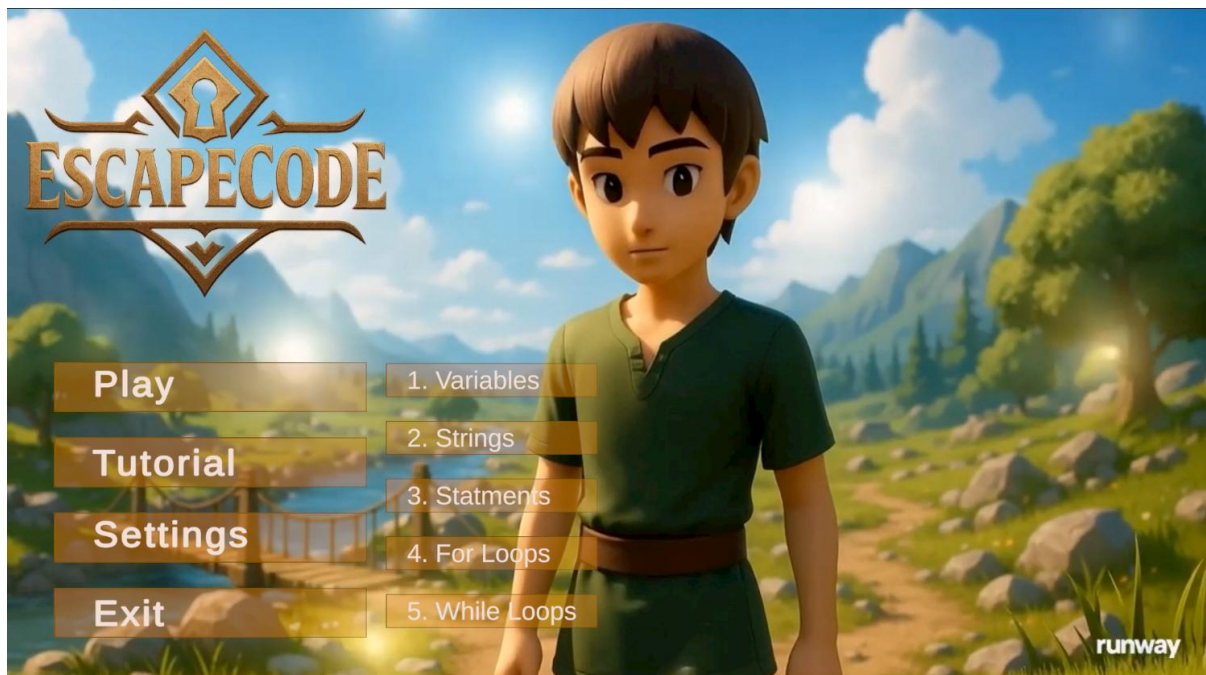 ESCAPECODE
Play
Tutorial
Settings
Exit
1. Variables
2. Strings
3. Statments
4. For Loops
5. While Loops
runway